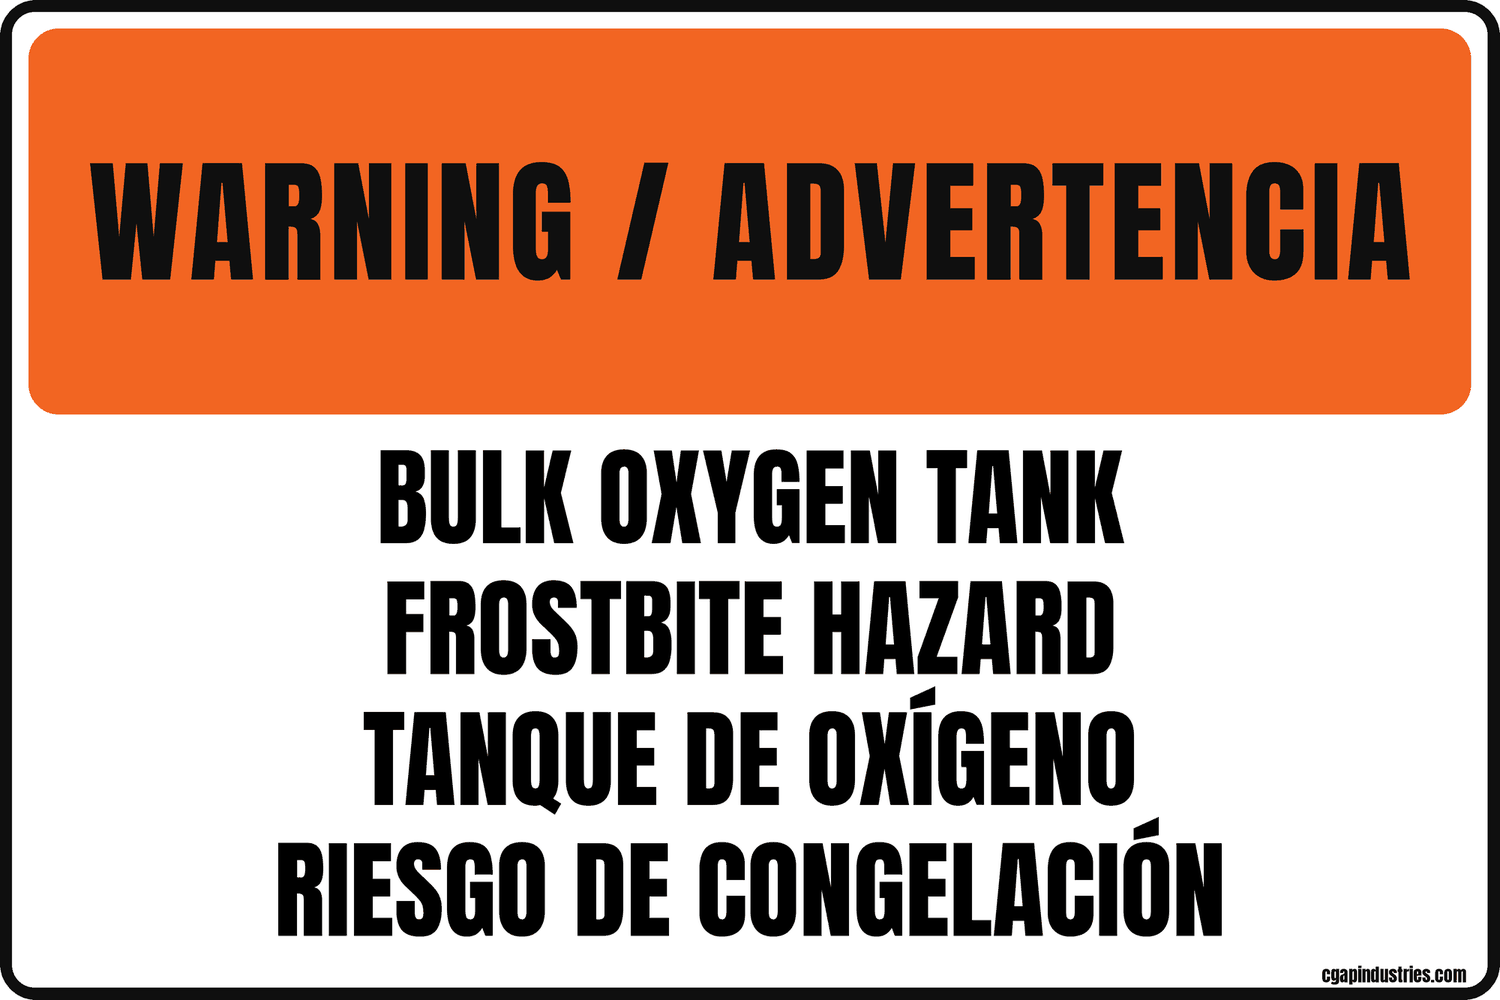 WARNING / ADVERTENCIA
BULK OXYGEN TANK
FROSTBITE HAZARD
TANQUE DE OXÍGENO
RIESGO DE CONGELACIÓN
cgapindustries.com